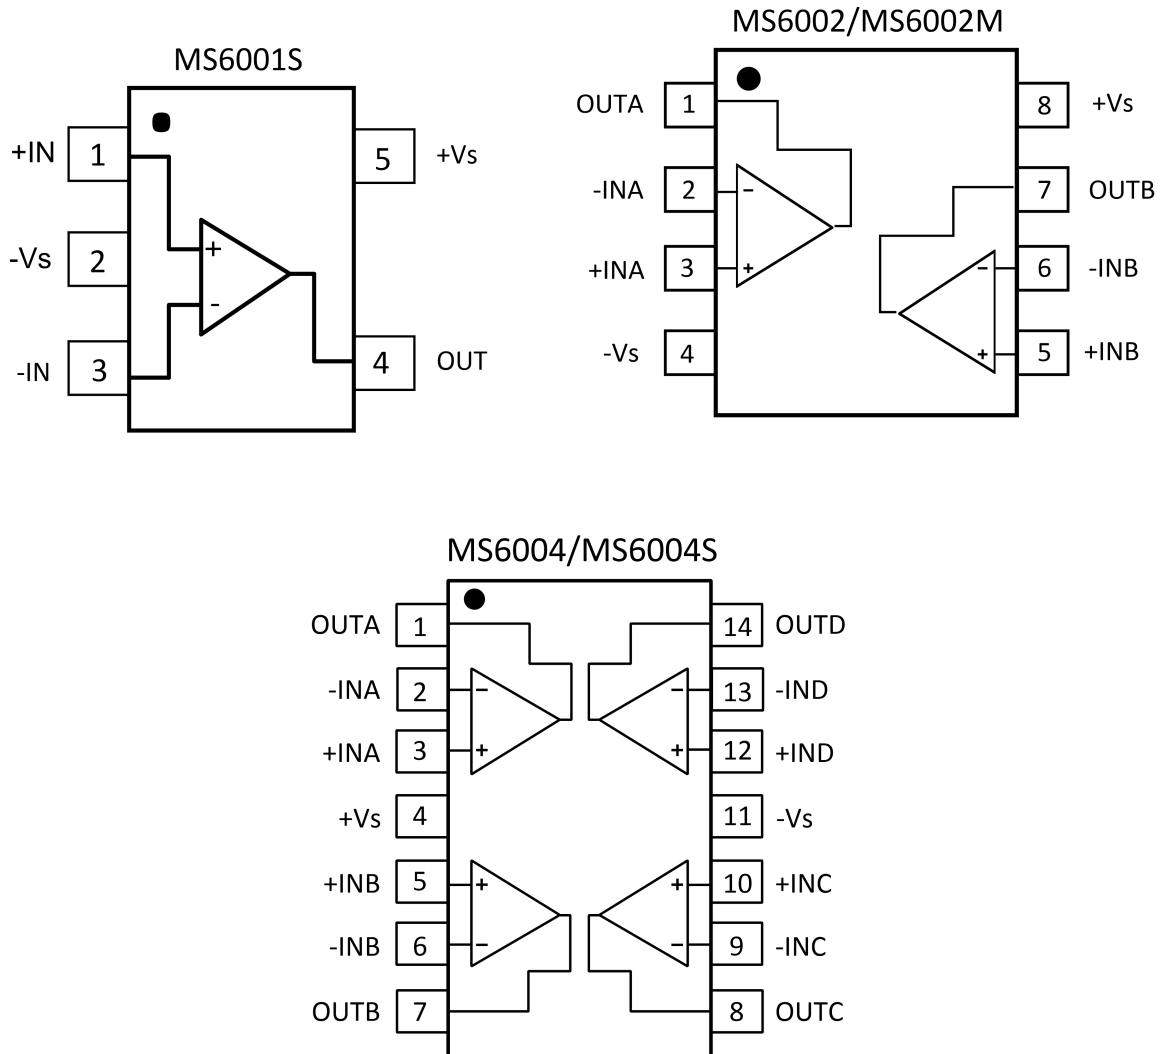 MS6001S
+IN 1 5 +Vs
-Vs 2
-IN 3 4 OUT
+
-
MS6002/MS6002M
OUTA 1 8 +Vs
-INA 2 - 7 OUTB
+INA 3 + - 6 -INB
-Vs 4 + 5 +INB
MS6004/MS6004S
OUTA 1 14 OUTD
-INA 2 - - 13 -IND
+INA 3 + + 12 +IND
+Vs 4 11 -Vs
+INB 5 + + 10 +INC
-INB 6 - - 9 -INC
OUTB 7 8 OUTC